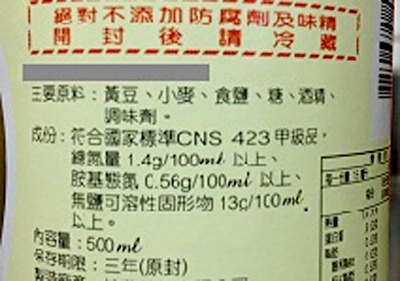 絕對不添加防腐劑及味精
開封後請冷藏
主要原料：黃豆、小麥、食鹽、糖、酒精、
調味劑。
成份：符合國家標準CNS 423甲級品，
總氮量 1.4g/100ml 以上、
胺基態氮 0.56g/100ml 以上、
無鹽可溶性固形物 13g/100ml
以上。
內容量：500ml
保存期限：三年(原封)